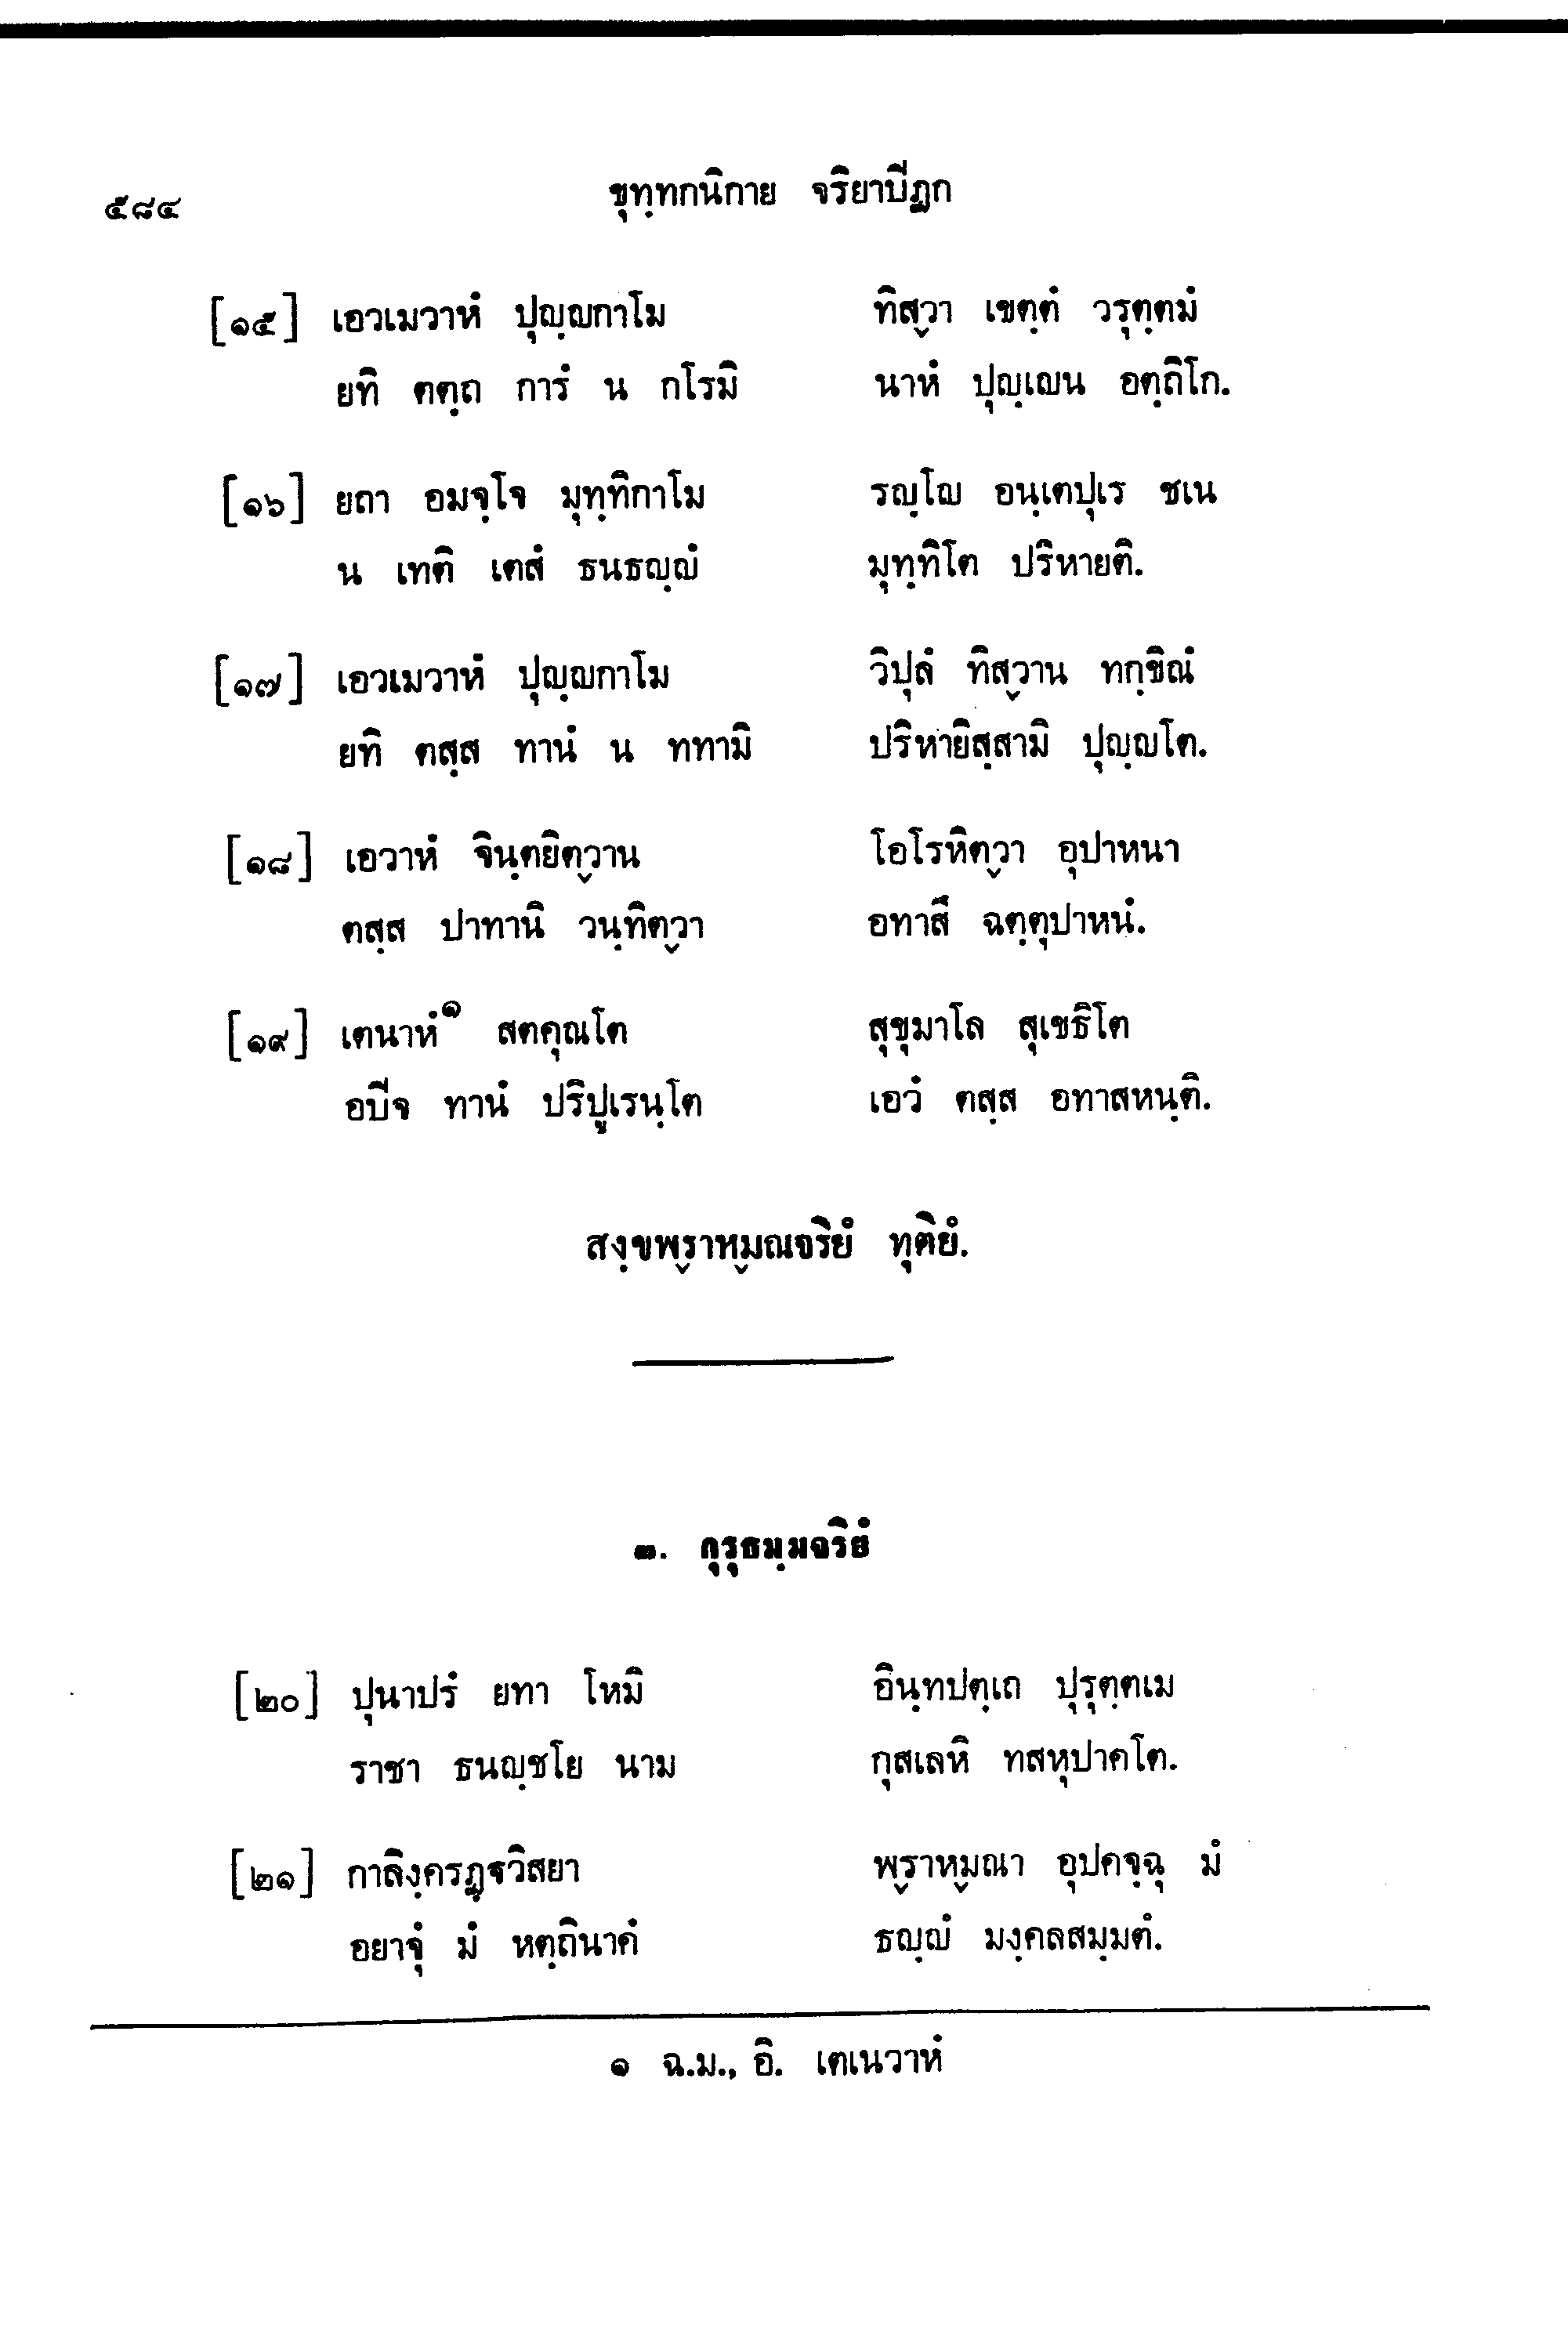 ๕๘๔ ขุทฺทกนิกาย จริยาปิฎก
[๑๕] เอวเมวาหํ ปุญฺญกาโม ทิสฺวา เขตฺตํ วรุตฺตมํ
ยทิ ตตฺถ การํ น กโรมิ นาหํ ปุญฺเญน อตฺถิโก.
[๑๖] ยถา อมจฺโจ มุทฺทิกาโม รญฺโญ อนฺเตปุเร ชเน
น เทติ เตสํ ธนธญฺญํ มุทฺทิโต ปริหายติ.
[๑๗] เอวเมวาหํ ปุญฺญกาโม วิปุลํ ทิสฺวาน ทกฺขิณํ
ยทิ ตสฺส ทานํ น ททามิ ปริหายิสฺสามิ ปุญฺญโต.
[๑๘] เอวาหํ จินฺตยิตฺวาน โอโรหิตฺวา อุปาหนา
ตสฺส ปาทานิ วนฺทิตฺวา อทาสึ ฉตฺตุปาหนํ.
[๑๙] เตนาหํ๑ สตคุณโต สุขุมาโล สุเขธิโต
อปิจ ทานํ ปริปูเรนฺโต เอวํ ตสฺส อทาสหนฺติ.
สงฺขพฺราหฺมณจริยํ ทุติยํ.
๓. กุรุธมฺมจริยํ
[๒๐] ปุนาปรํ ยทา โหมิ อินฺทปตฺเถ ปุรุตฺตเม
ราชา ธนญฺชโย นาม กุสเลหิ ทสหุปาคโต.
[๒๑] กาลิงฺครฏฺฐวิสยา พฺราหฺมณา อุปคจฺฉุ มํ
อยาจุํ มํ หตฺถินาคํ ธญฺญํ มงฺคลสมฺมตํ.
๑ ฉ.ม., อิ. เตเนวาหํ